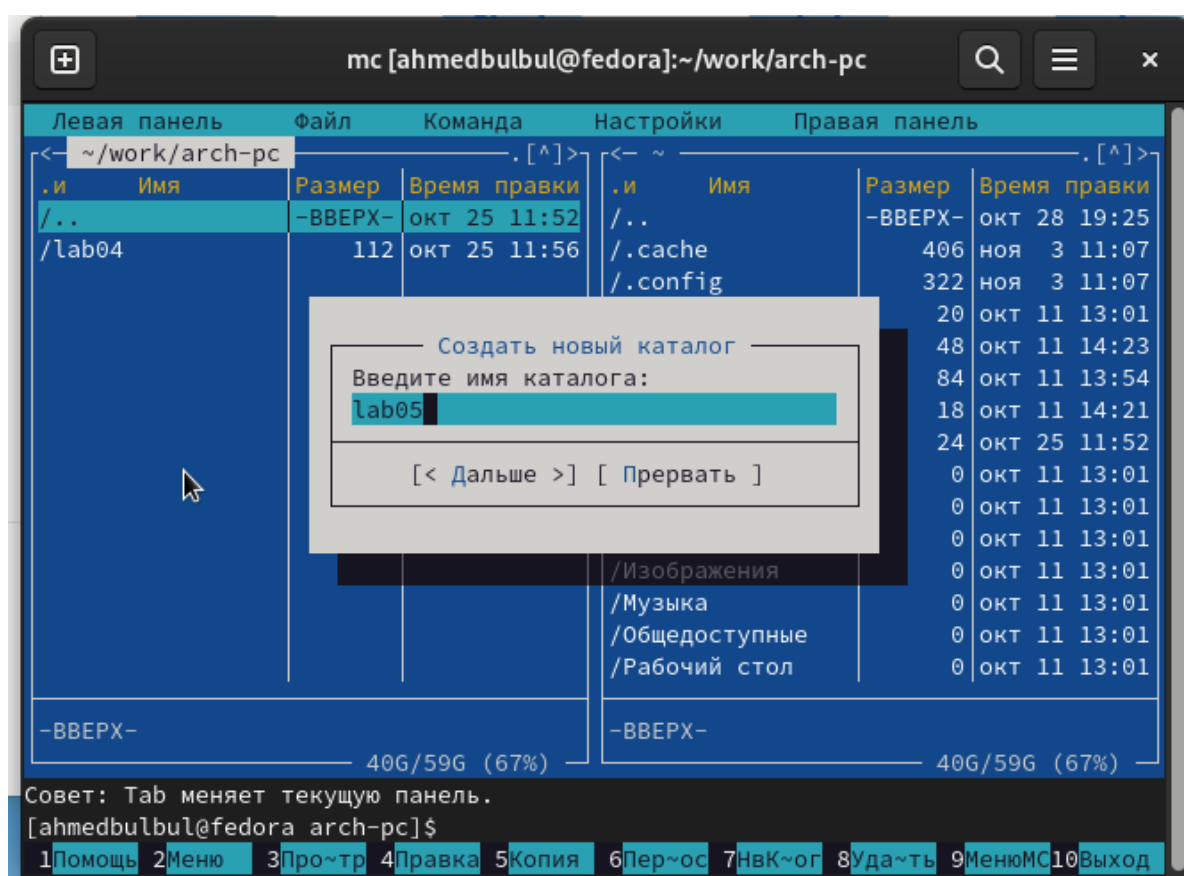 mc [ahmedbulbul@fedora]:~/work/arch-pc
Левая панель Файл Команда Настройки Правая панель
<— ~/work/arch-pc .[^]> <— ~ .[^]>
.и Имя Размер Время правки .и Имя Размер Время правки
/.. -ВВЕРХ- окт 25 11:52 /.. -ВВЕРХ- окт 28 19:25
/lab04 112 окт 25 11:56 /.cache 406 ноя 3 11:07
/.config 322 ноя 3 11:07
20 окт 11 13:01
Создать новый каталог 48 окт 11 14:23
Введите имя каталога: 84 окт 11 13:54
lab05 18 окт 11 14:21
24 окт 25 11:52
[< Дальше >] [ Прервать ] 0 окт 11 13:01
0 окт 11 13:01
0 окт 11 13:01
/Изображения 0 окт 11 13:01
/Музыка 0 окт 11 13:01
/Общедоступные 0 окт 11 13:01
/Рабочий стол 0 окт 11 13:01
-ВВЕРХ- -ВВЕРХ-
40G/59G (67%) 40G/59G (67%)
Совет: Tab меняет текущую панель.
[ahmedbulbul@fedora arch-pc]$
1Помощь 2Меню 3Про~тр 4Правка 5Копия 6Пер~ос 7НвК~ог 8Уда~ть 9МенюMC10Выход